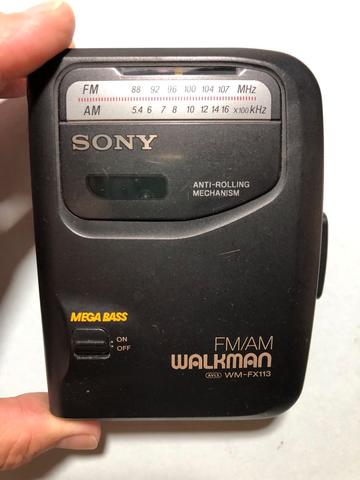 FM 88 92 96 100 104 107 MHz
AM 5.4 6 7 8 10 12 14 16 X100 kHz
SONY
ANTI-ROLLING
MECHANISM
MEGA BASS
ON
OFF
FM/AM
WALKMAN
AVLS WM-FX113